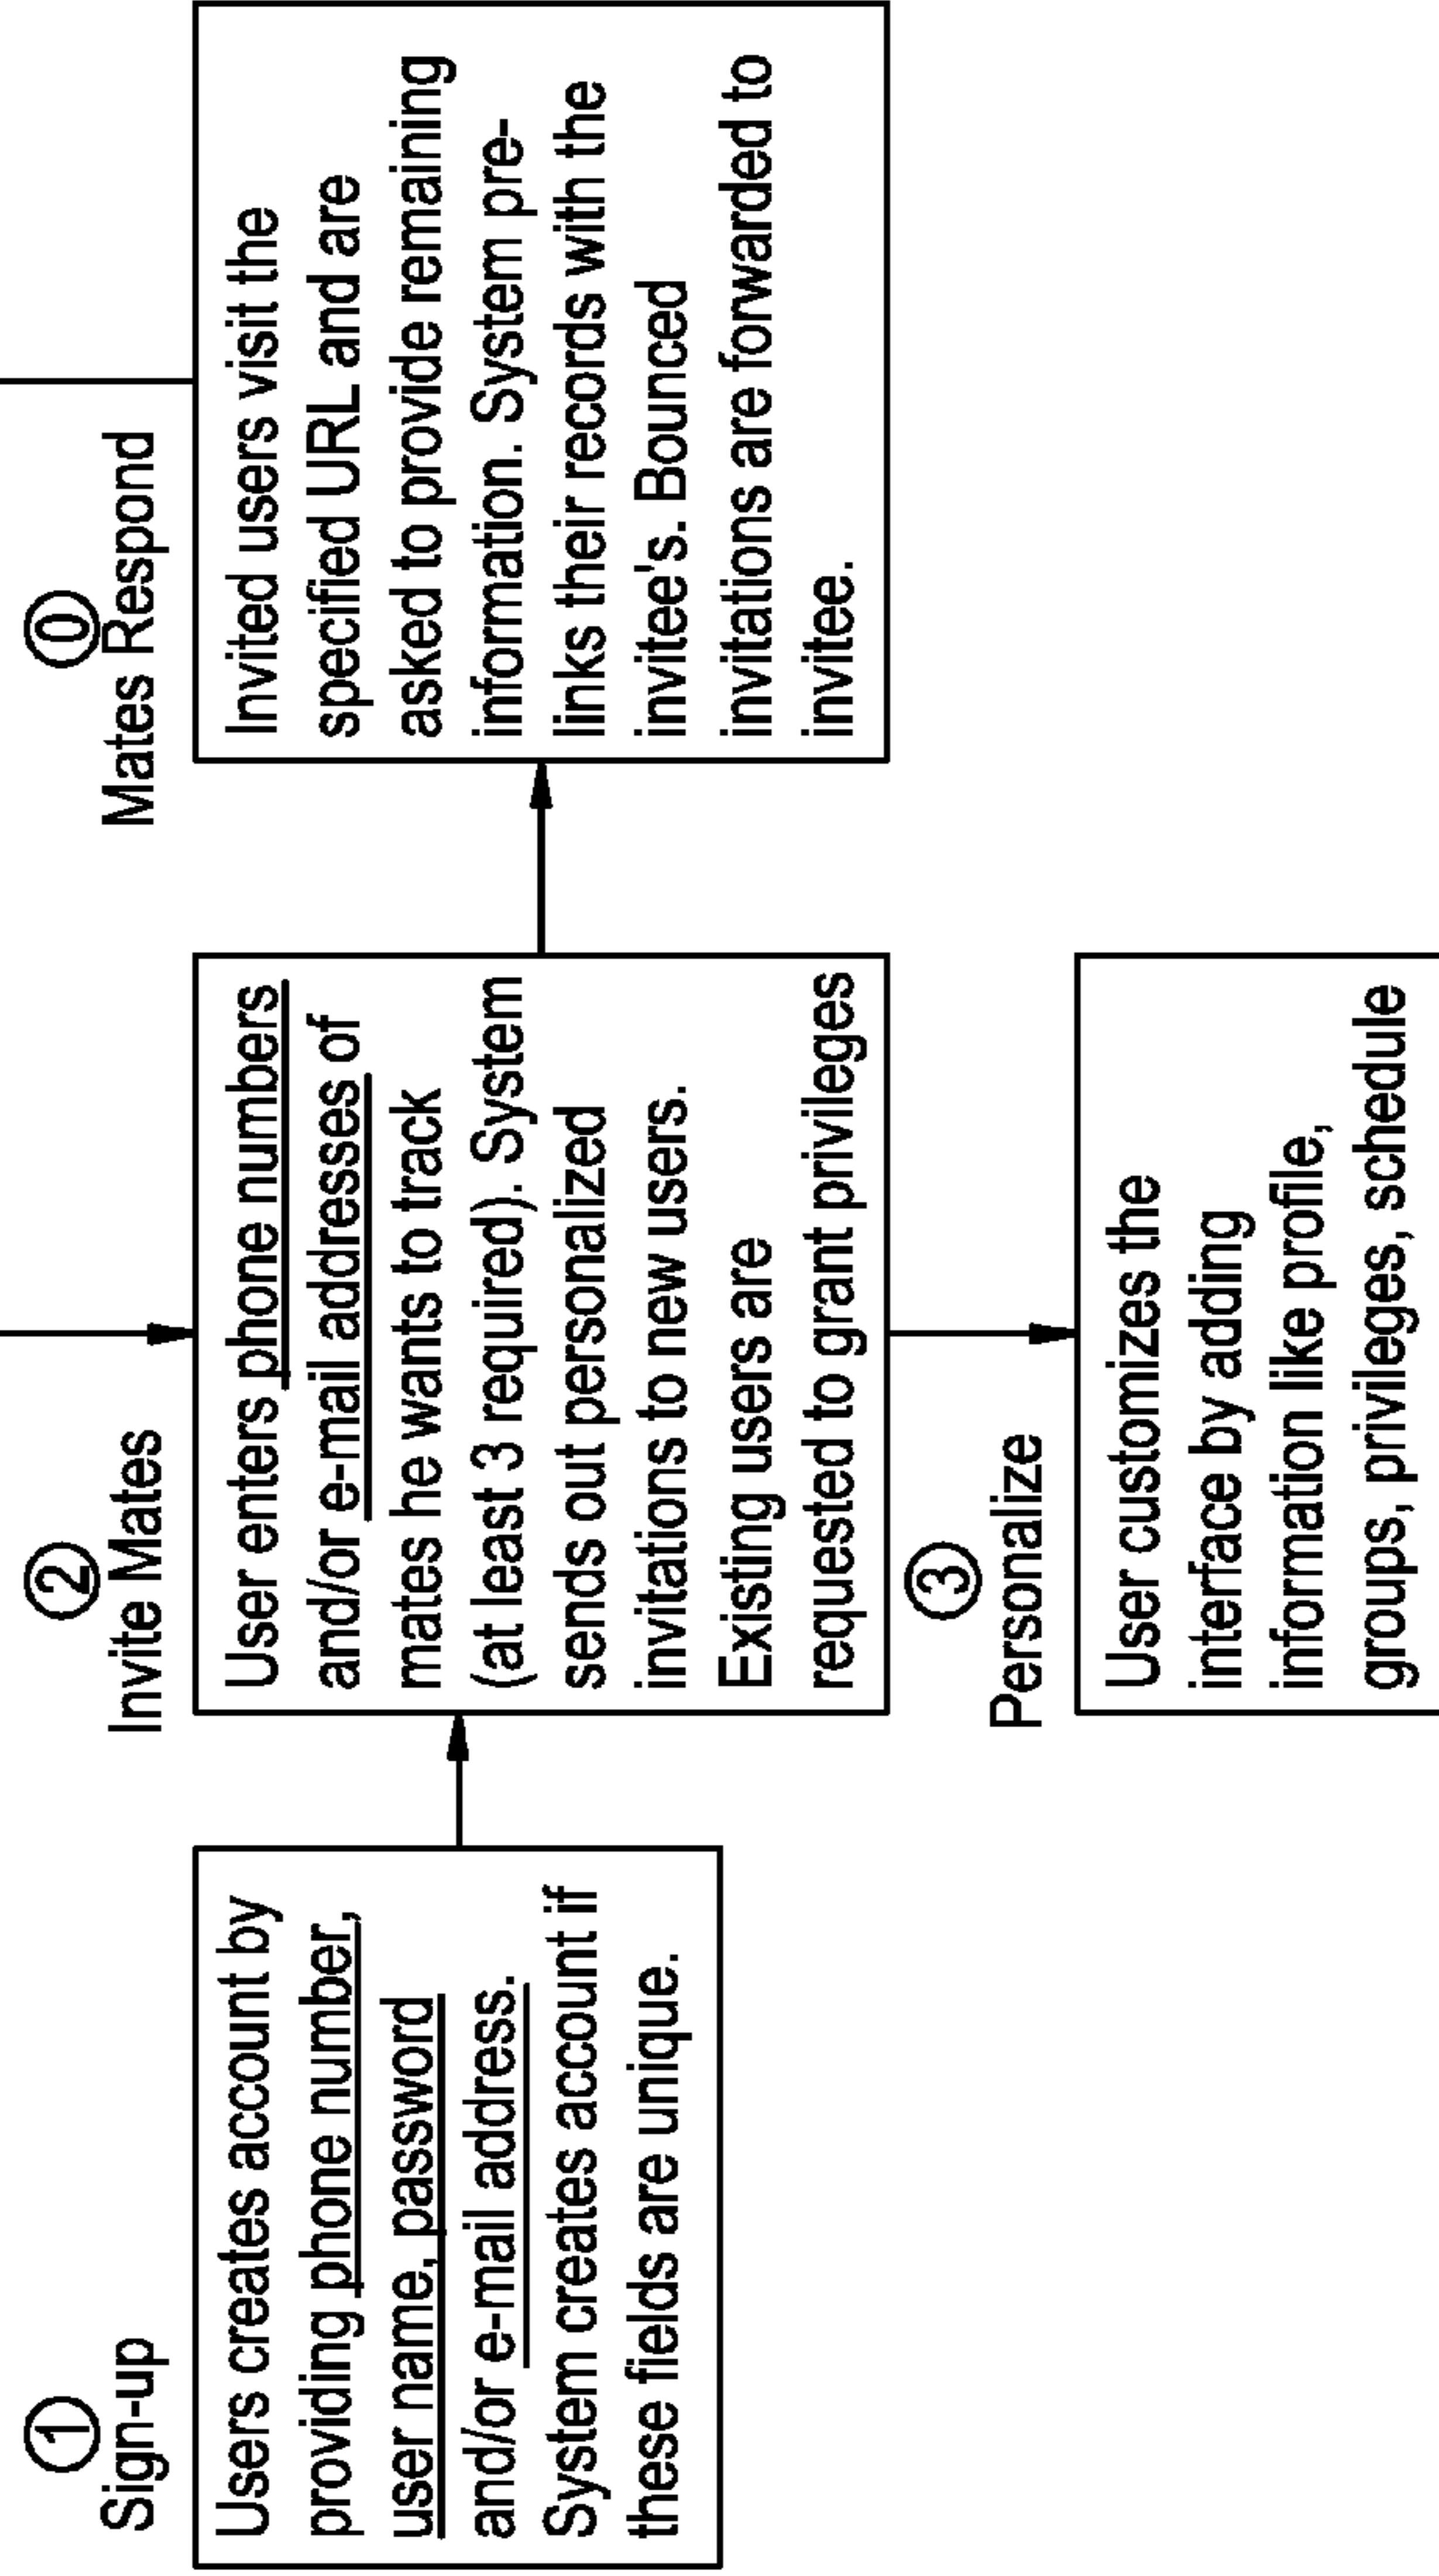 1
Sign-up
Users creates account by
providing phone number,
user name, password
and/or e-mail address.
System creates account if
these fields are unique.
2
Invite Mates
User enters phone numbers
and/or e-mail addresses of
mates he wants to track
(at least 3 required). System
sends out personalized
invitations to new users.
Existing users are
requested to grant privileges
0
Mates Respond
Invited users visit the
specified URL and are
asked to provide remaining
information. System pre-
links their records with the
invitee's. Bounced
invitations are forwarded to
invitee.
3
Personalize
User customizes the
interface by adding
information like profile,
groups, privileges, schedule